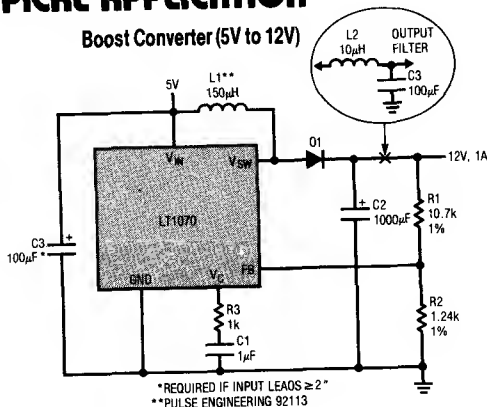 PICAL APPLICATION
Boost Converter (5V to 12V)
L2
10μH
OUTPUT
FILTER
C3
100μF
L1**
150μH
5V
VIN
VSW
D1
12V, 1A
LT1070
C2
1000μF
+
R1
10.7k
1%
C3
100μF*
+
GND
VC
FB
R3
1k
C1
1μF
R2
1.24k
1%
*REQUIRED IF INPUT LEADS ≥ 2"
**PULSE ENGINEERING 92113